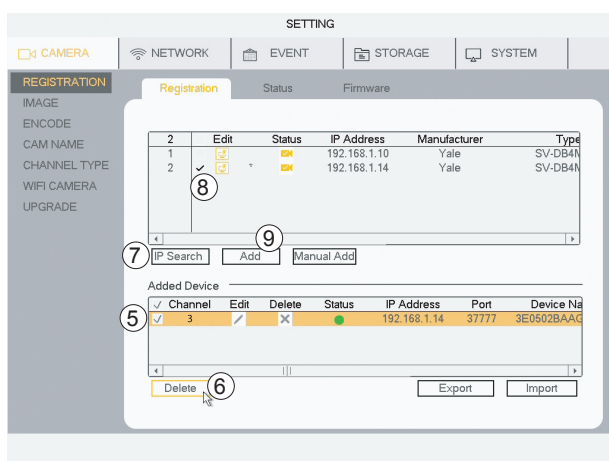 SETTING
CAMERA NETWORK EVENT STORAGE SYSTEM
REGISTRATION
IMAGE
ENCODE
CAM NAME
CHANNEL TYPE
WIFI CAMERA
UPGRADE
Registration Status Firmware
2 Edit Status IP Address Manufacturer Type
1 192.168.1.10 Yale SV-DB4M
2 192.168.1.14 Yale SV-DB4M
8
9
7 IP Search Add Manual Add
Added Device
Channel Edit Delete Status IP Address Port Device Na
5 3 192.168.1.14 37777 3E0502BAAG
Delete 6 Export Import